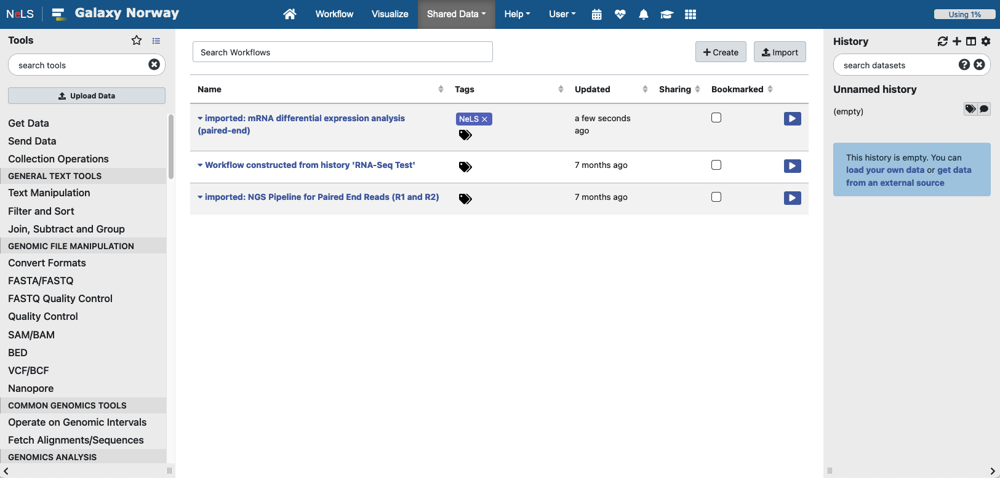 NeLS Galaxy Norway Workflow Visualize Shared Data Help User Using 1%
Tools
search tools
Upload Data
Get Data
Send Data
Collection Operations
GENERAL TEXT TOOLS
Text Manipulation
Filter and Sort
Join, Subtract and Group
GENOMIC FILE MANIPULATION
Convert Formats
FASTA/FASTQ
FASTQ Quality Control
Quality Control
SAM/BAM
BED
VCF/BCF
Nanopore
COMMON GENOMICS TOOLS
Operate on Genomic Intervals
Fetch Alignments/Sequences
GENOMICS ANALYSIS
Search Workflows
Create
Import
Name Tags Updated Sharing Bookmarked
imported: mRNA differential expression analysis
(paired-end)
NeLS
a few seconds
ago
Workflow constructed from history 'RNA-Seq Test'
7 months ago
imported: NGS Pipeline for Paired End Reads (R1 and R2)
7 months ago
History
search datasets
Unnamed history
(empty)
This history is empty. You can
load your own data or get data
from an external source